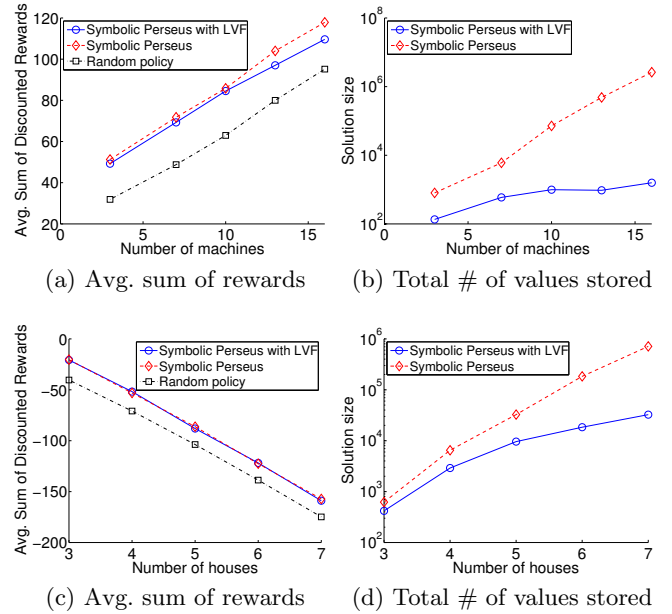 120
100
80
60
40
20
0
5
10
15
Avg. Sum of Discounted Rewards
Number of machines
Symbolic Perseus with LVF
Symbolic Perseus
Random policy
(a) Avg. sum of rewards
10^8
10^6
10^4
10^2
0
5
10
15
Solution size
Number of machines
Symbolic Perseus with LVF
Symbolic Perseus
(b) Total # of values stored
0
−50
−100
−150
−200
3
4
5
6
7
Avg. Sum of Discounted Rewards
Number of houses
Symbolic Perseus with LVF
Symbolic Perseus
Random policy
(c) Avg. sum of rewards
10^6
10^5
10^4
10^3
10^2
3
4
5
6
7
Solution size
Number of houses
Symbolic Perseus with LVF
Symbolic Perseus
(d) Total # of values stored